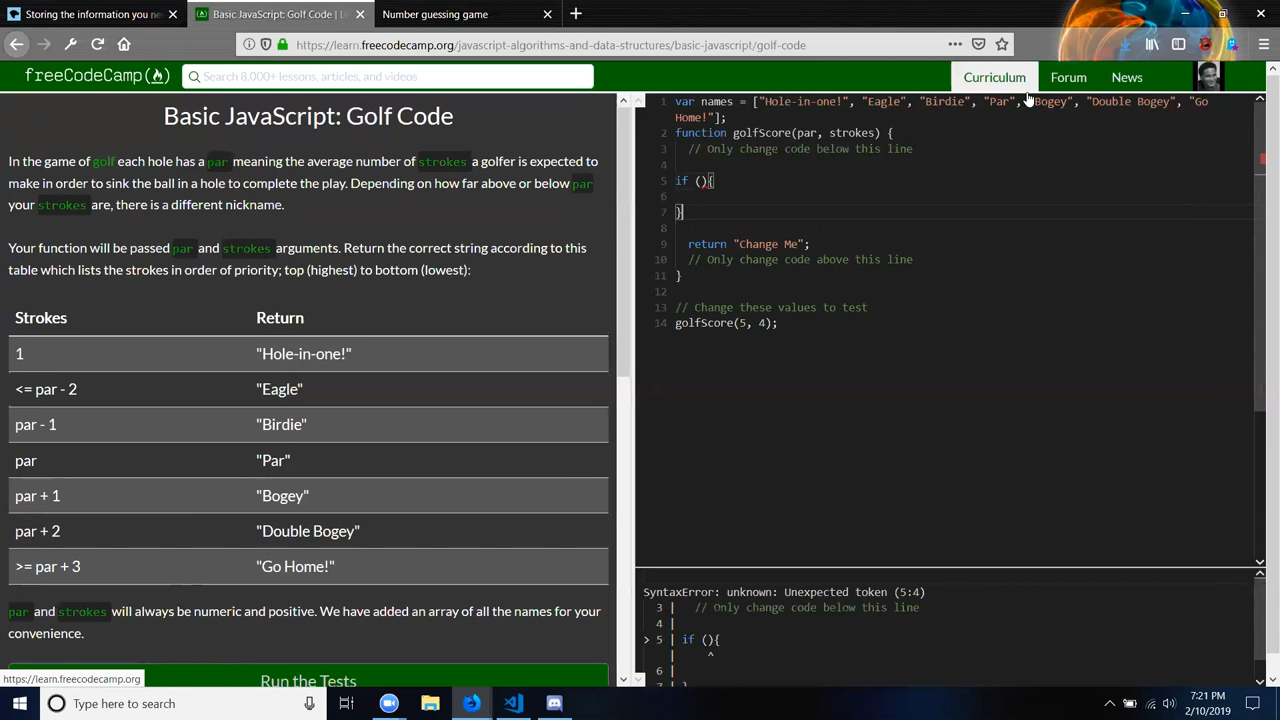 Storing the information you ne
Basic JavaScript: Golf Code | L
Number guessing game
https://learn.freecodecamp.org/javascript-algorithms-and-data-structures/basic-javascript/golf-code
freeCodeCamp
Search 8,000+ lessons, articles, and videos
Curriculum
Forum
News
Basic JavaScript: Golf Code
In the game of golf each hole has a par meaning the average number of strokes a golfer is expected to
make in order to sink the ball in a hole to complete the play. Depending on how far above or below par
your strokes are, there is a different nickname.
Your function will be passed par and strokes arguments. Return the correct string according to this
table which lists the strokes in order of priority; top (highest) to bottom (lowest):
Strokes Return
1 "Hole-in-one!"
<= par - 2 "Eagle"
par - 1 "Birdie"
par "Par"
par + 1 "Bogey"
par + 2 "Double Bogey"
>= par + 3 "Go Home!"
par and strokes will always be numeric and positive. We have added an array of all the names for your
convenience.
Run the Tests
https://learn.freecodecamp.org
1 var names = ["Hole-in-one!", "Eagle", "Birdie", "Par", "Bogey", "Double Bogey", "Go
Home!"];
2 function golfScore(par, strokes) {
3 // Only change code below this line
4
5 if (){
6
7 }
8
9 return "Change Me";
10 // Only change code above this line
11 }
12
13 // Change these values to test
14 golfScore(5, 4);
SyntaxError: unknown: Unexpected token (5:4)
3 | // Only change code below this line
4 |
> 5 | if (){
| ^
6 |
7 | }
Type here to search
7:21 PM
2/10/2019